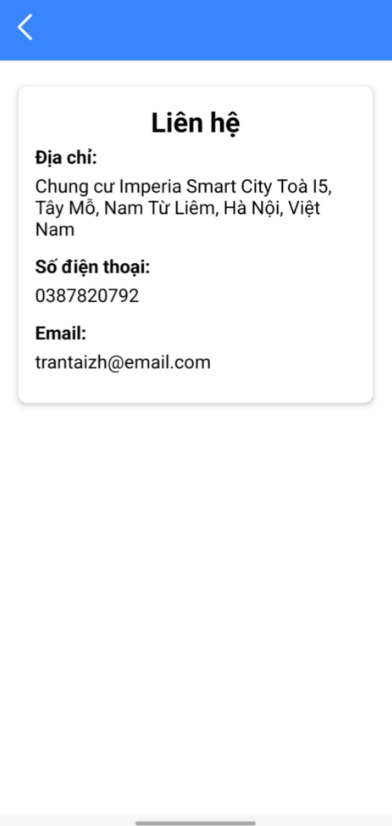 Liên hệ
Địa chỉ:
Chung cư Imperia Smart City Toà I5,
Tây Mỗ, Nam Từ Liêm, Hà Nội, Việt
Nam
Số điện thoại:
0387820792
Email:
trantaizh@email.com